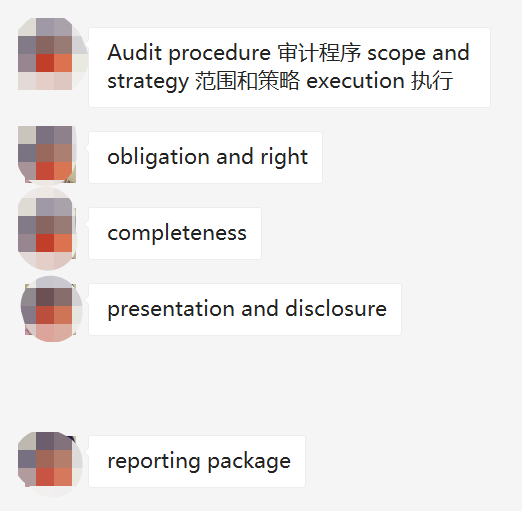 Audit procedure 审计程序 scope and
strategy 范围和策略 execution 执行
obligation and right
completeness
presentation and disclosure
reporting package